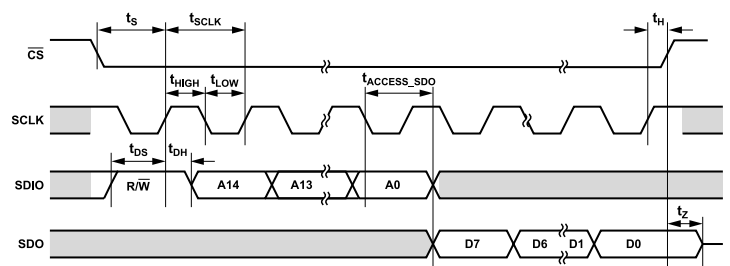 tS tSCLK tH
CS
tHIGH tLOW tACCESS_SDO
SCLK
tDS tDH
SDIO R/W A14 A13 A0
tZ
SDO D7 D6 D1 D0